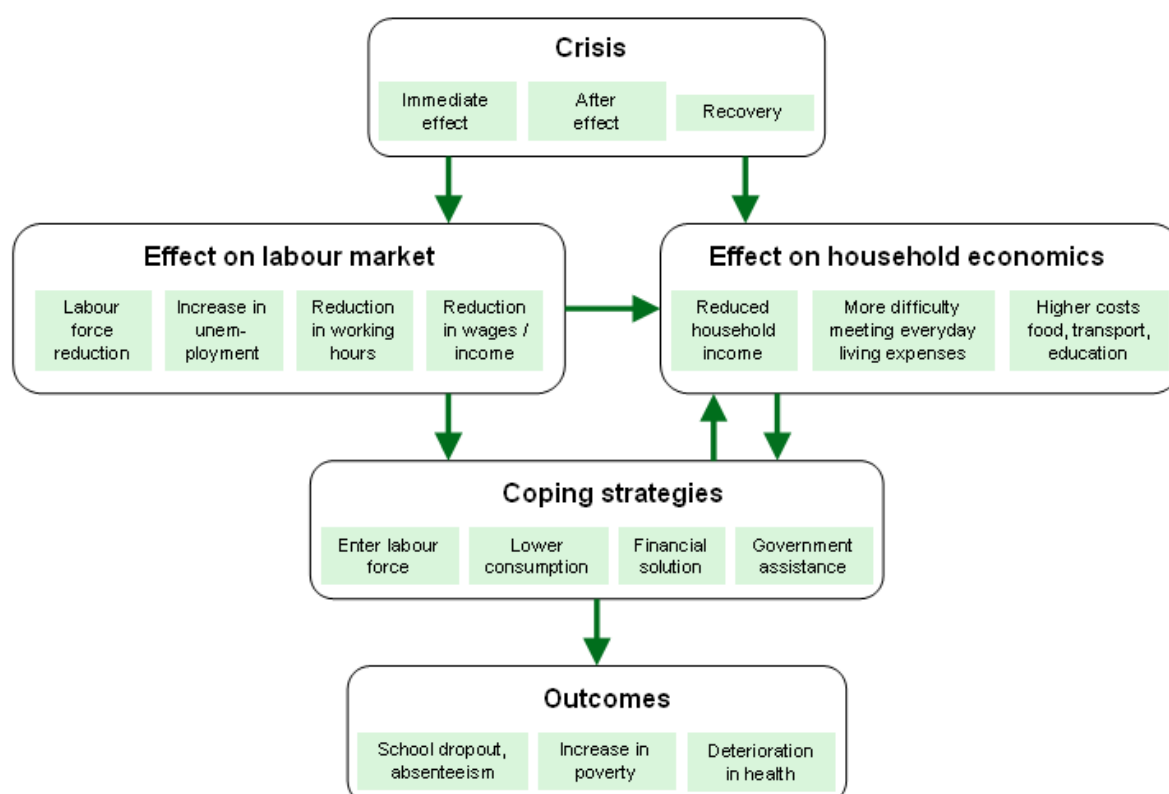 Crisis
Immediate
effect
After
effect
Recovery
Effect on labour market
Labour
force
reduction
Increase in
unem-
ployment
Reduction
in working
hours
Reduction
in wages /
income
Effect on household economics
Reduced
household
income
More difficulty
meeting everyday
living expenses
Higher costs
food, transport,
education
Coping strategies
Enter labour
force
Lower
consumption
Financial
solution
Government
assistance
Outcomes
School dropout,
absenteeism
Increase in
poverty
Deterioration
in health